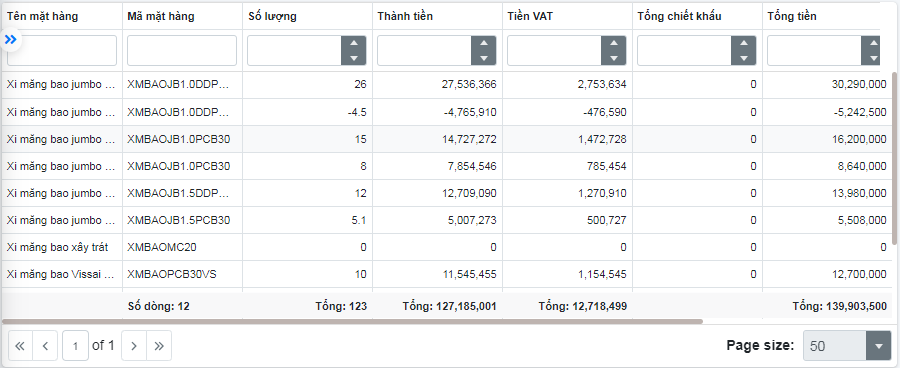 Tên mặt hàng Mã mặt hàng Số lượng Thành tiền Tiền VAT Tổng chiết khấu Tổng tiền
Xi măng bao jumbo ... XMBAOJB1.0DDP... 26 27,536,366 2,753,634 0 30,290,000
Xi măng bao jumbo ... XMBAOJB1.0DDP... -4.5 -4,765,910 -476,590 0 -5,242,500
Xi măng bao jumbo ... XMBAOJB1.0PCB30 15 14,727,272 1,472,728 0 16,200,000
Xi măng bao jumbo ... XMBAOJB1.0PCB30 8 7,854,546 785,454 0 8,640,000
Xi măng bao jumbo ... XMBAOJB1.5DDP... 12 12,709,090 1,270,910 0 13,980,000
Xi măng bao jumbo ... XMBAOJB1.5PCB30 5.1 5,007,273 500,727 0 5,508,000
Xi măng bao xây trát XMBAOMC20 0 0 0 0 0
Xi măng bao Vissai ... XMBAOPCB30VS 10 11,545,455 1,154,545 0 12,700,000
Số dòng: 12 Tổng: 123 Tổng: 127,185,001 Tổng: 12,718,499 Tổng: 139,903,500
1 of 1 Page size: 50